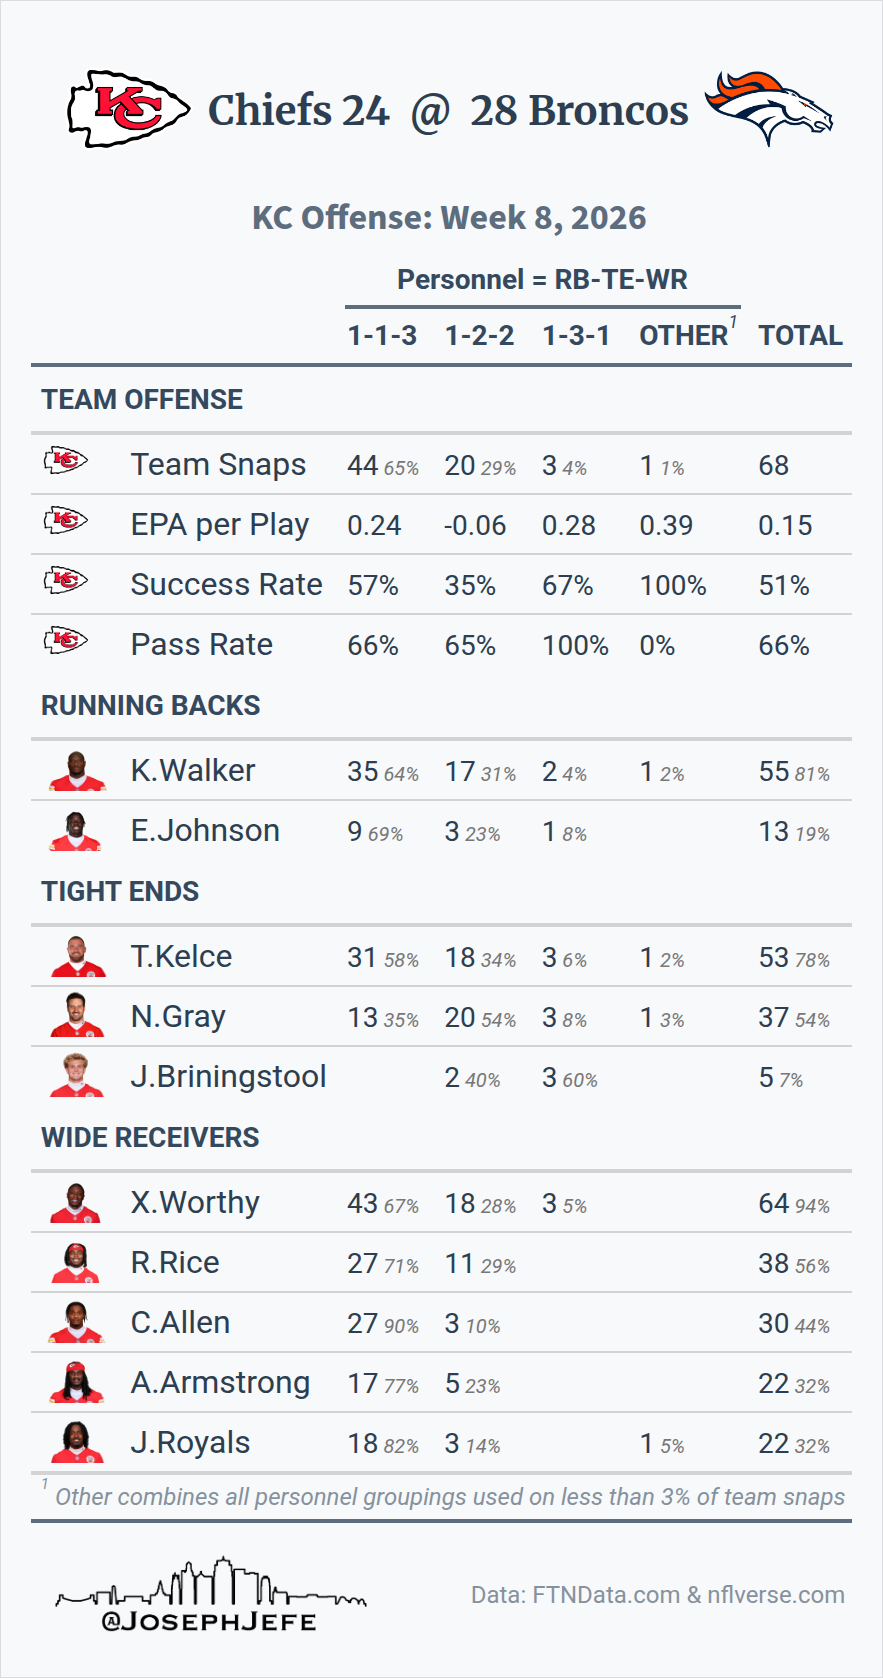 KC Chiefs 24 @ 28 Broncos
KC Offense: Week 8, 2026
Personnel = RB-TE-WR
1-1-3 1-2-2 1-3-1 OTHER1 TOTAL
TEAM OFFENSE
KC Team Snaps 44 65% 20 29% 3 4% 1 1% 68
KC EPA per Play 0.24 -0.06 0.28 0.39 0.15
KC Success Rate 57% 35% 67% 100% 51%
KC Pass Rate 66% 65% 100% 0% 66%
RUNNING BACKS
K.Walker 35 64% 17 31% 2 4% 1 2% 55 81%
E.Johnson 9 69% 3 23% 1 8% 13 19%
TIGHT ENDS
T.Kelce 31 58% 18 34% 3 6% 1 2% 53 78%
N.Gray 13 35% 20 54% 3 8% 1 3% 37 54%
J.Briningstool 2 40% 3 60% 5 7%
WIDE RECEIVERS
X.Worthy 43 67% 18 28% 3 5% 64 94%
R.Rice 27 71% 11 29% 38 56%
C.Allen 27 90% 3 10% 30 44%
A.Armstrong 17 77% 5 23% 22 32%
J.Royals 18 82% 3 14% 1 5% 22 32%
1 Other combines all personnel groupings used on less than 3% of team snaps
@JOSEPHJEFE
Data: FTNData.com & nflverse.com